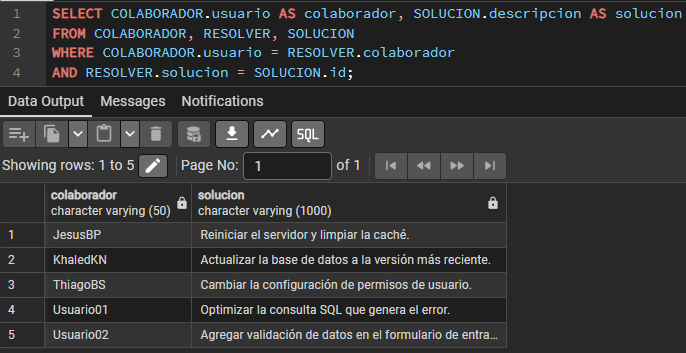 1 SELECT COLABORADOR.usuario AS colaborador, SOLUCION.descripcion AS solucion
2 FROM COLABORADOR, RESOLVER, SOLUCION
3 WHERE COLABORADOR.usuario = RESOLVER.colaborador
4 AND RESOLVER.solucion = SOLUCION.id;
Data Output Messages Notifications
SQL
Showing rows: 1 to 5 Page No: 1 of 1
colaborador solucion
character varying (50) character varying (1000)
1 JesusBP Reiniciar el servidor y limpiar la caché.
2 KhaledKN Actualizar la base de datos a la versión más reciente.
3 ThiagoBS Cambiar la configuración de permisos de usuario.
4 Usuario01 Optimizar la consulta SQL que genera el error.
5 Usuario02 Agregar validación de datos en el formulario de entra...